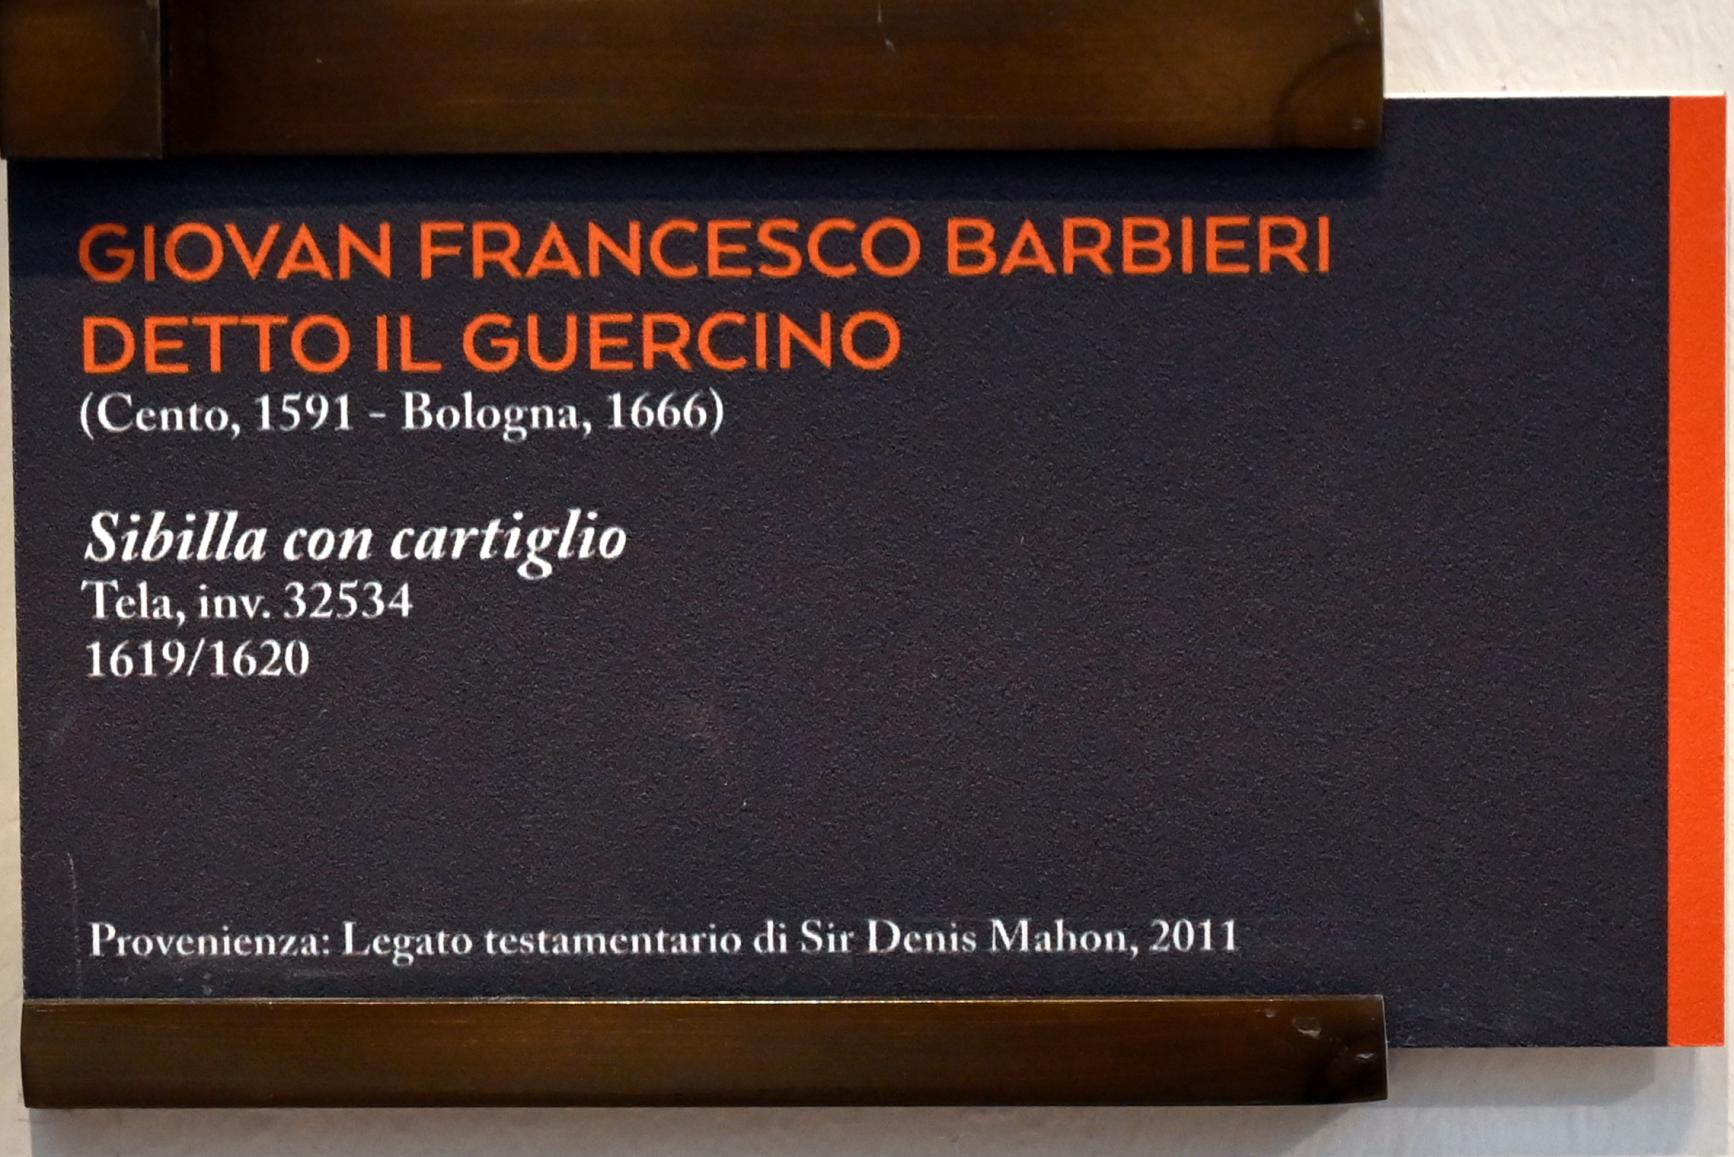 GIOVAN FRANCESCO BARBIERI
DETTO IL GUERCINO
(Cento, 1591 - Bologna, 1666)
Sibilla con cartiglio
Tela, inv. 32534
1619/1620
Provenienza: Legato testamentario di Sir Denis Mahon, 2011